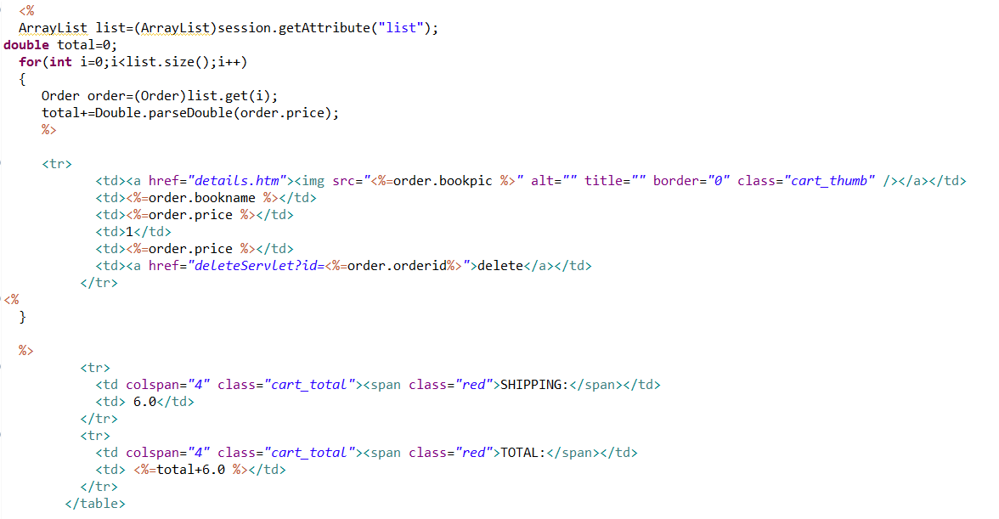 <%
ArrayList list=(ArrayList)session.getAttribute("list");
double total=0;
for(int i=0;i<list.size();i++)
{
Order order=(Order)list.get(i);
total+=Double.parseDouble(order.price);
%>
<tr>
<td><a href="details.htm"><img src="<%=order.bookpic %>" alt="" title="" border="0" class="cart_thumb" /></a></td>
<td><%=order.bookname %></td>
<td><%=order.price %></td>
<td>1</td>
<td><%=order.price %></td>
<td><a href="deleteServlet?id=<%=order.orderid%>">delete</a></td>
</tr>
<%
}
%>
<tr>
<td colspan="4" class="cart_total"><span class="red">SHIPPING:</span></td>
<td> 6.0</td>
</tr>
<tr>
<td colspan="4" class="cart_total"><span class="red">TOTAL:</span></td>
<td> <%=total+6.0 %></td>
</tr>
</table>